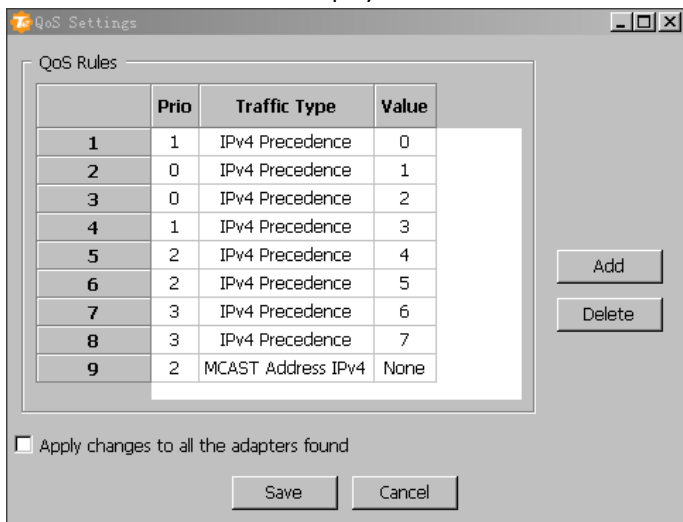 QoS Settings
QoS Rules
Prio Traffic Type Value
1 1 IPv4 Precedence 0
2 0 IPv4 Precedence 1
3 0 IPv4 Precedence 2
4 1 IPv4 Precedence 3
5 2 IPv4 Precedence 4
6 2 IPv4 Precedence 5
7 3 IPv4 Precedence 6
8 3 IPv4 Precedence 7
9 2 MCAST Address IPv4 None
Add
Delete
Apply changes to all the adapters found
Save Cancel